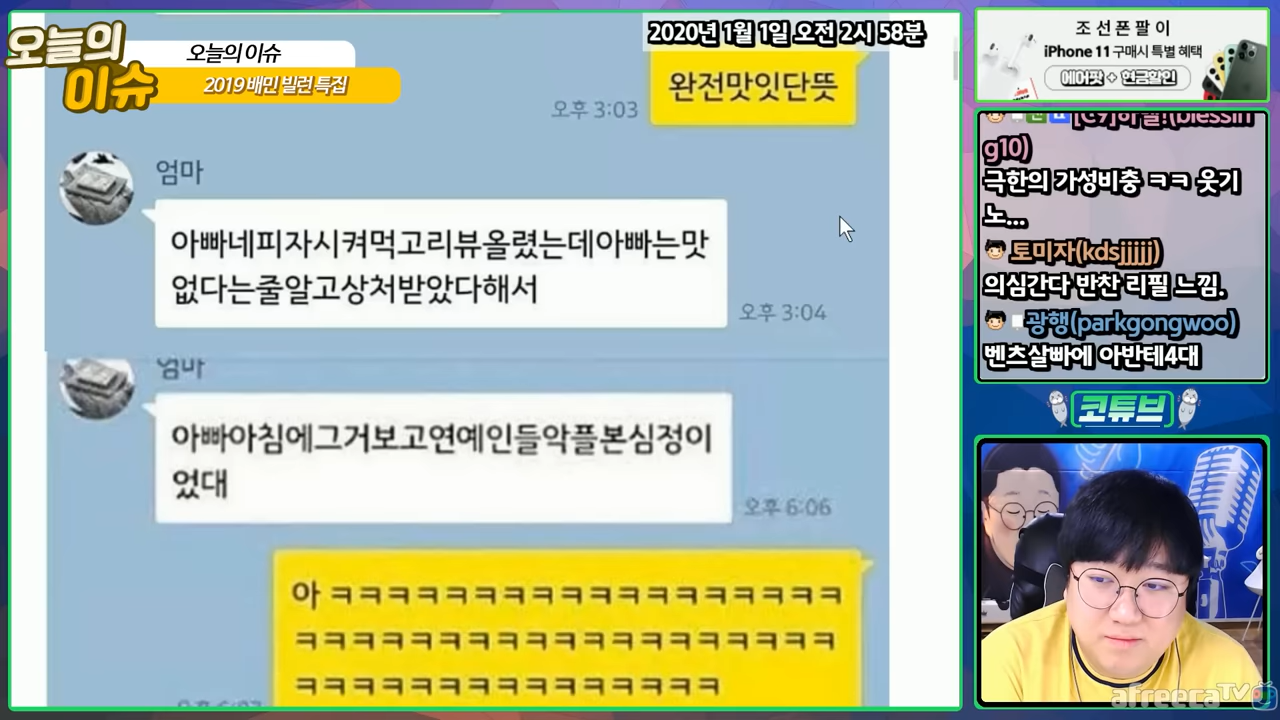 오늘의
이슈
오늘의 이슈
2019 배민 빌런 특집
2020년 1월 1일 오전 2시 58분
오후 3:03
완전맛잇단뜻
엄마
아빠네피자시켜먹고리뷰올렸는데아빠는맛
없다는줄알고상처받았다해서
오후 3:04
엄마
아빠아침에그거보고연예인들악플본심정이
었대
오후 6:06
아 ㅋㅋㅋㅋㅋㅋㅋㅋㅋㅋㅋㅋㅋㅋㅋㅋㅋㅋ
ㅋㅋㅋㅋㅋㅋㅋㅋㅋㅋㅋㅋㅋㅋㅋㅋㅋㅋㅋ
ㅋㅋㅋㅋㅋㅋㅋㅋㅋㅋㅋㅋㅋㅋㅋ
조선폰팔이
iPhone 11 구매시 특별 혜택
에어팟 + 현금할인
g10)
극한의 가성비충 ㅋㅋ 웃기
노...
토미자(kdsjjjjj)
의심간다 반찬 리필 느낌.
광행(parkgongwoo)
벤츠살빠에 아반테4대
코튜브
afreecaTV